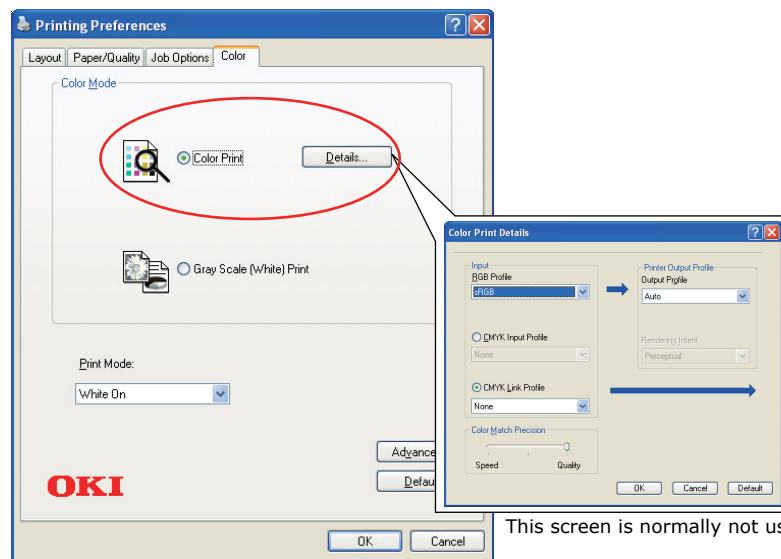 Printing Preferences
Layout Paper/Quality Job Options Color
Color Mode
Color Print Details...
Gray Scale (White) Print
Print Mode:
White On
OKI
OK Cancel
Color Print Details
Input
RGB Profile
sRGB
CMYK Input Profile
None
CMYK Link Profile
None
Color Match Precision
Speed Quality
Printer Output Profile
Output Profile
Auto
Rendering Intent
Perceptual
OK Cancel Default
This screen is normally not